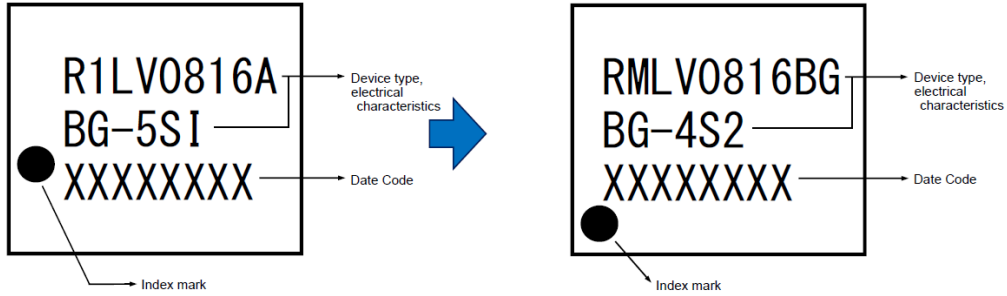 R1LV0816A
BG-5SI
XXXXXXXX
Device type,
electrical
characteristics
Date Code
Index mark
RMLV0816BG
BG-4S2
XXXXXXXX
Device type,
electrical
characteristics
Date Code
Index mark